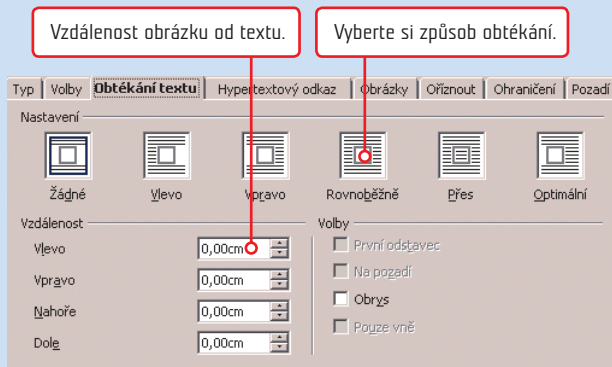 Vzdálenost obrázku od textu. Vyberte si způsob obtékání.
Typ Volby Obtékání textu Hypertextový odkaz Obrázky Oříznout Ohraničení Pozadí
Nastavení
Žádné Vlevo Vpravo Rovnoběžně Přes Optimální
Vzdálenost Volby
Vlevo 0,00cm První odstavec
Vpravo 0,00cm Na pozadí
Nahoře 0,00cm Obrys
Dole 0,00cm Pouze vně